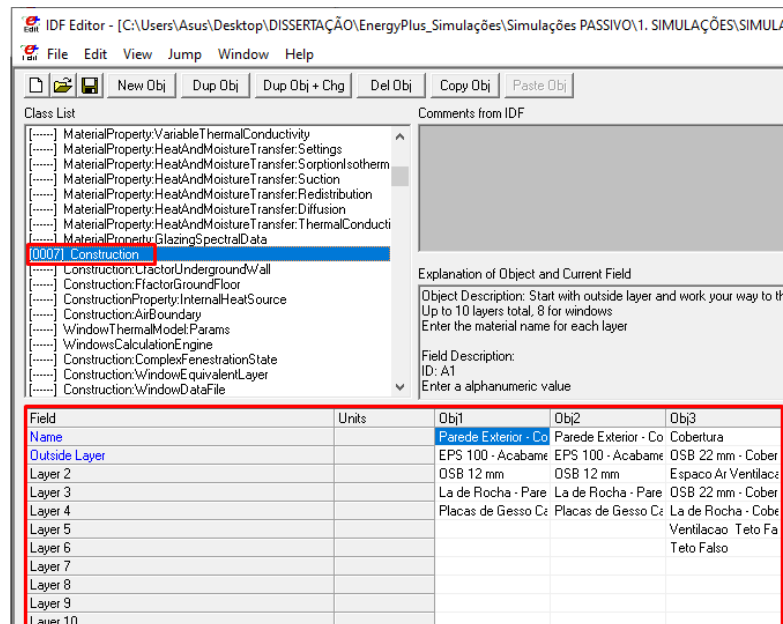 IDF Editor - [C:\Users\Asus\Desktop\DISSERTAÇÃO\EnergyPlus_Simulações\Simulações PASSIVO\1. SIMULAÇÕES\SIMULA
File Edit View Jump Window Help
New Obj Dup Obj Dup Obj + Chg Del Obj Copy Obj Paste Obj
Class List
[------] MaterialProperty:VariableThermalConductivity
[------] MaterialProperty:HeatAndMoistureTransfer:Settings
[------] MaterialProperty:HeatAndMoistureTransfer:SorptionIsotherm
[------] MaterialProperty:HeatAndMoistureTransfer:Suction
[------] MaterialProperty:HeatAndMoistureTransfer:Redistribution
[------] MaterialProperty:HeatAndMoistureTransfer:Diffusion
[------] MaterialProperty:HeatAndMoistureTransfer:ThermalConducti
[------] MaterialProperty:GlazingSpectralData
[0007] Construction
[------] Construction:CfactorUndergroundWall
[------] Construction:FfactorGroundFloor
[------] ConstructionProperty:InternalHeatSource
[------] Construction:AirBoundary
[------] WindowThermalModel:Params
[------] WindowsCalculationEngine
[------] Construction:ComplexFenestrationState
[------] Construction:WindowEquivalentLayer
[------] Construction:WindowDataFile
Comments from IDF
Explanation of Object and Current Field
Object Description: Start with outside layer and work your way to th
Up to 10 layers total, 8 for windows
Enter the material name for each layer
Field Description:
ID: A1
Enter a alphanumeric value
Field Units Obj1 Obj2 Obj3
Name Parede Exterior - Co Parede Exterior - Co Cobertura
Outside Layer EPS 100 - Acabame EPS 100 - Acabame OSB 22 mm - Cober
Layer 2 OSB 12 mm OSB 12 mm Espaco Ar Ventilaca
Layer 3 La de Rocha - Pare La de Rocha - Pare OSB 22 mm - Cober
Layer 4 Placas de Gesso Ca Placas de Gesso Ca La de Rocha - Cobe
Layer 5 Ventilacao Teto Fa
Layer 6 Teto Falso
Layer 7
Layer 8
Layer 9
Layer 10